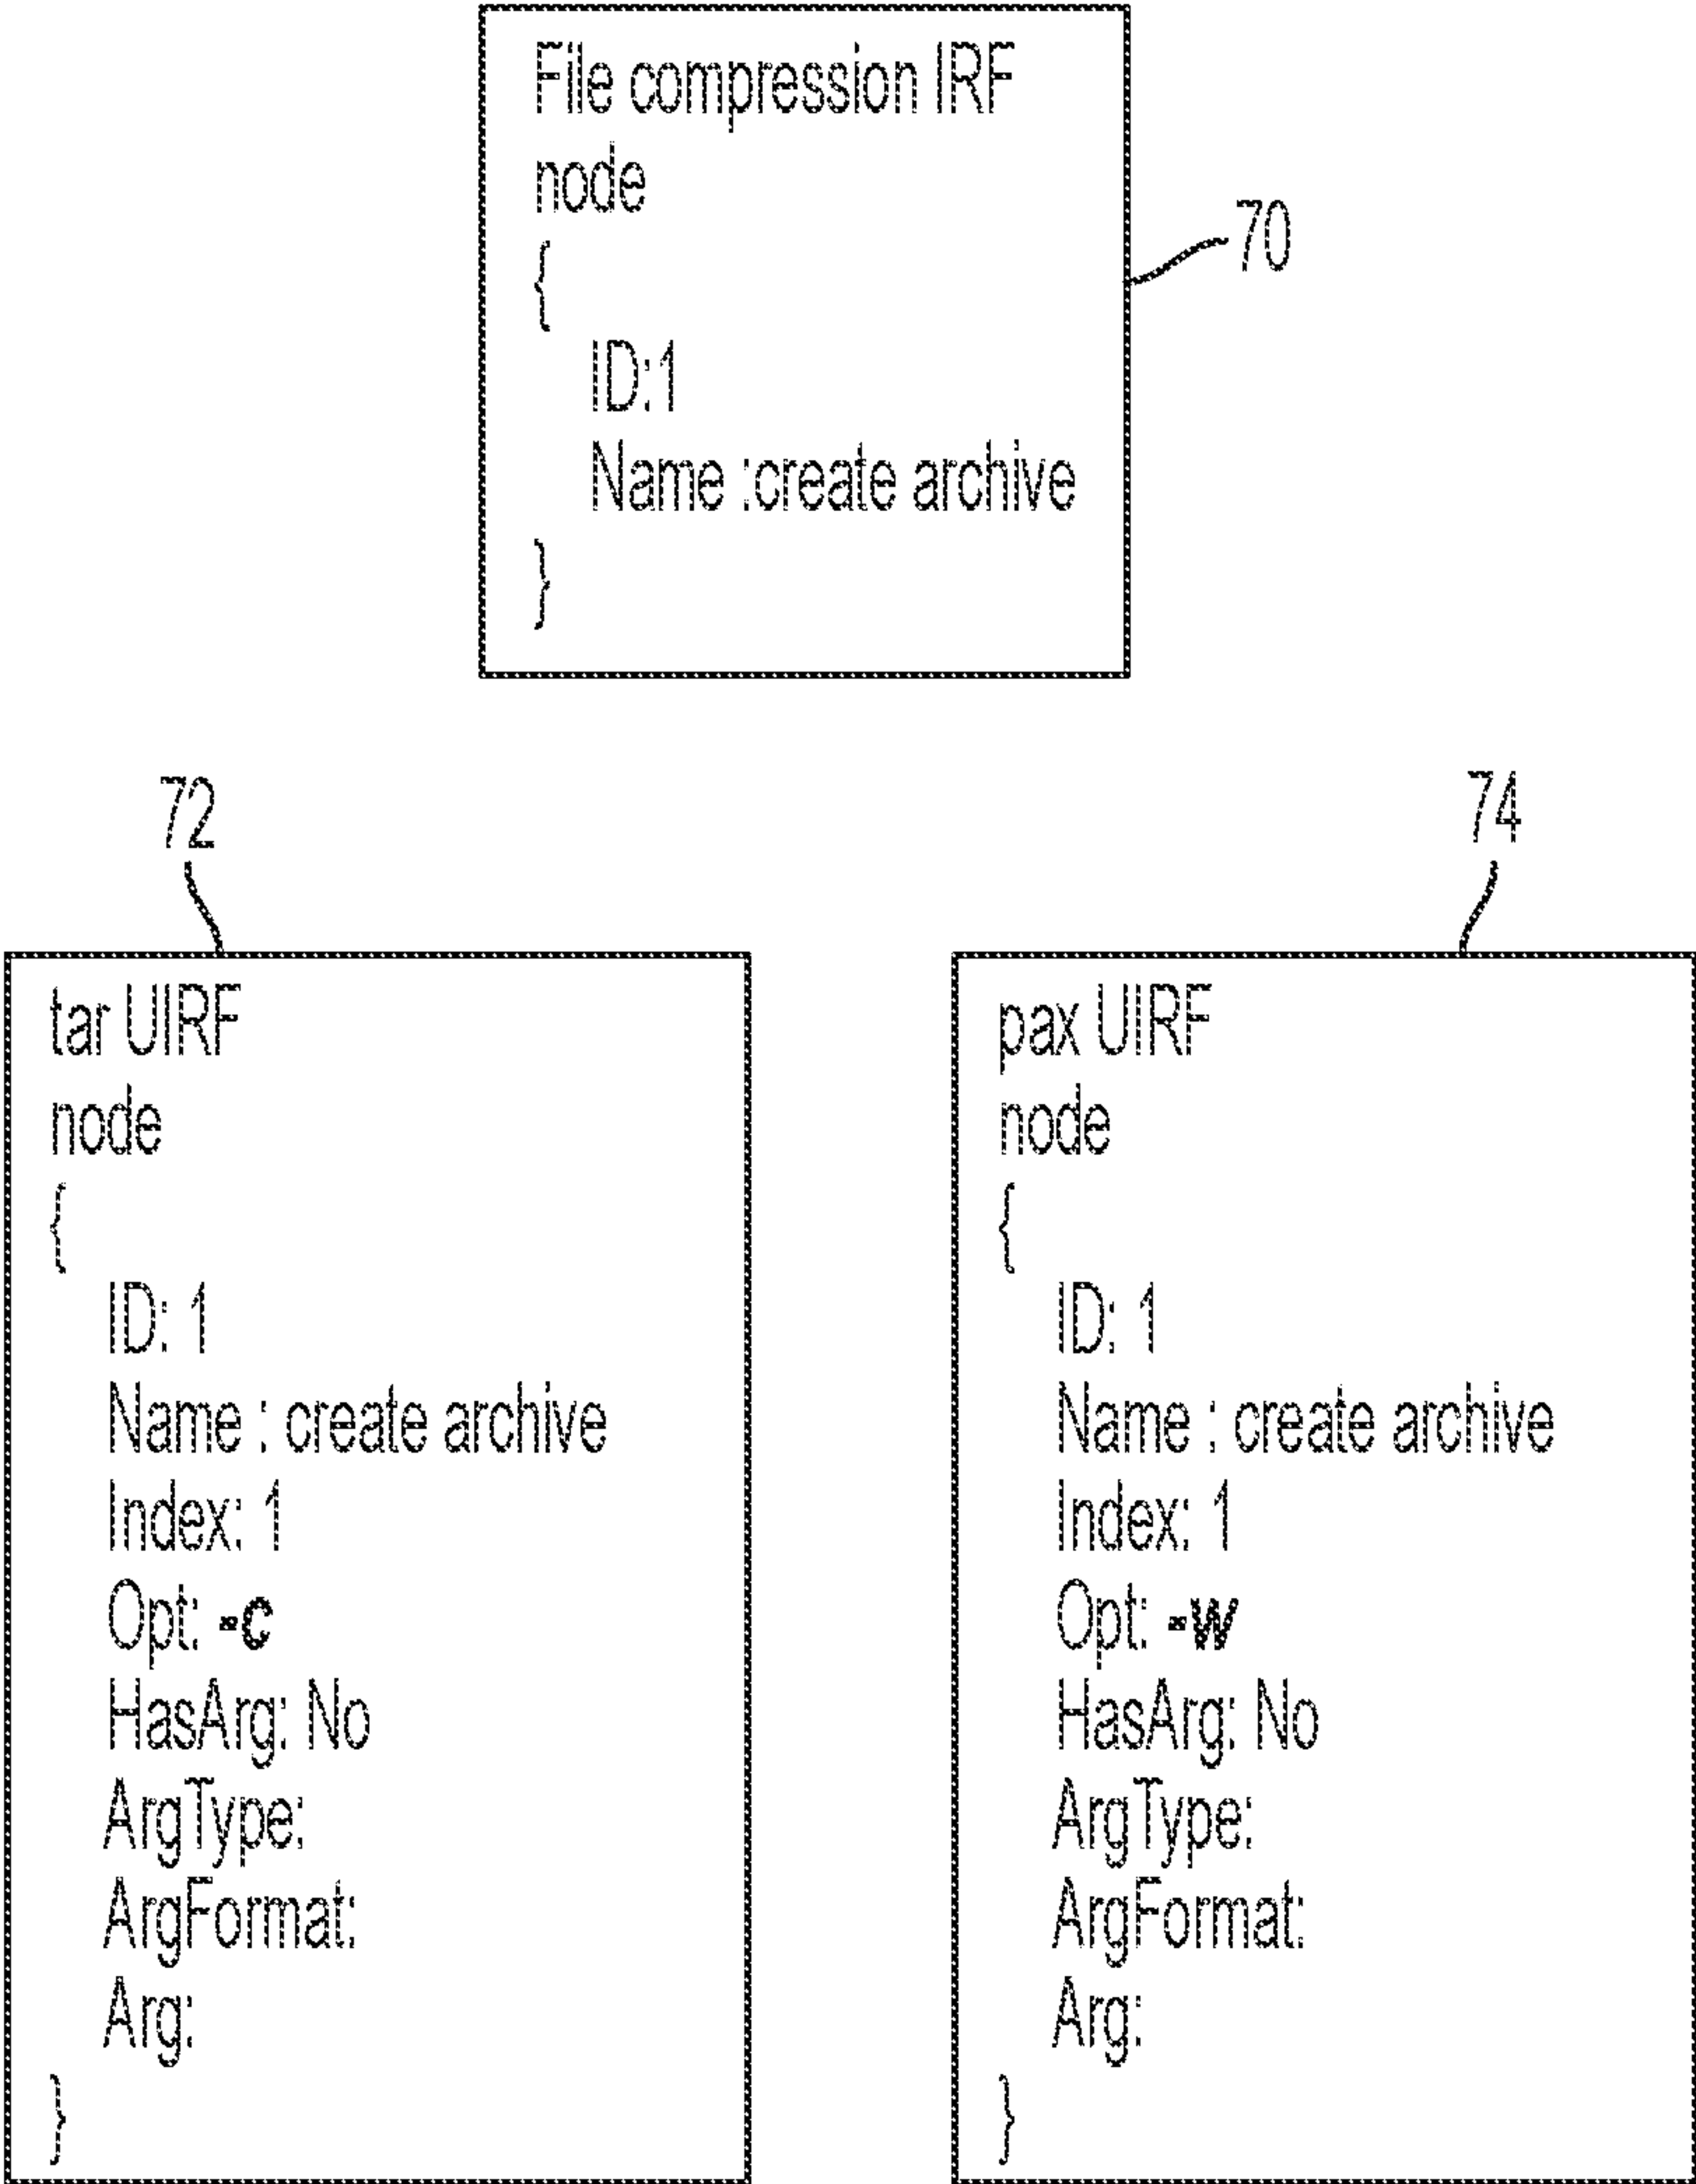 File compression IRF
node
{
ID:1
Name :create archive
}
70
72
tar UIRF
node
{
ID: 1
Name : create archive
Index: 1
Opt: -c
HasArg: No
ArgType:
ArgFormat:
Arg:
}
74
pax UIRF
node
{
ID: 1
Name : create archive
Index: 1
Opt: -w
HasArg: No
ArgType:
ArgFormat:
Arg:
}